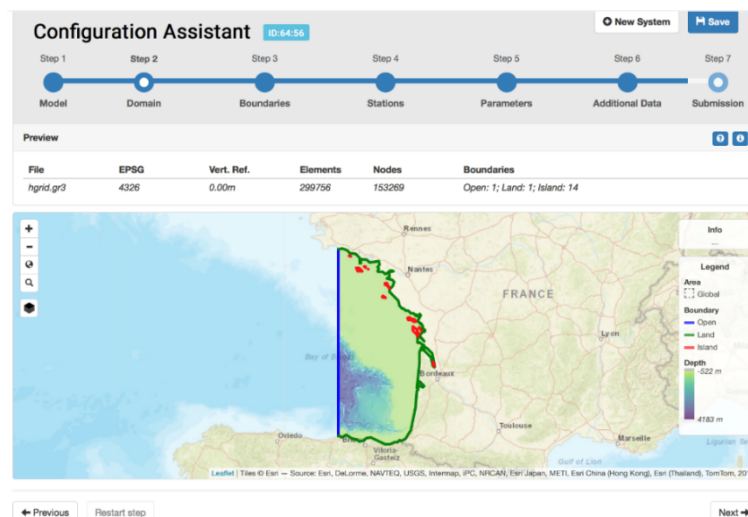 Configuration Assistant ID:64:56
New System Save
Step 1 Step 2 Step 3 Step 4 Step 5 Step 6 Step 7
Model Domain Boundaries Stations Parameters Additional Data Submission
Preview
File EPSG Vert. Ref. Elements Nodes Boundaries
hgrid.gr3 4326 0.00m 299756 153269 Open: 1; Land: 1; Island: 14
Rennes
Nantes
FRANCE
Lyon
Bay of
Bordeaux
Toulouse
Marseille
Oviedo
Vitoria-
Gasteiz
Gulf of Lion
Ligurian
Info
...
Legend
Area
Global
Boundary
Open
Land
Island
Depth
-522 m
4183 m
Leaflet | Tiles © Esri — Source: Esri, DeLorme, NAVTEQ, USGS, Intermap, iPC, NRCAN, Esri Japan, METI, Esri China (Hong Kong), Esri (Thailand), TomTom, 201
Previous Restart step Next